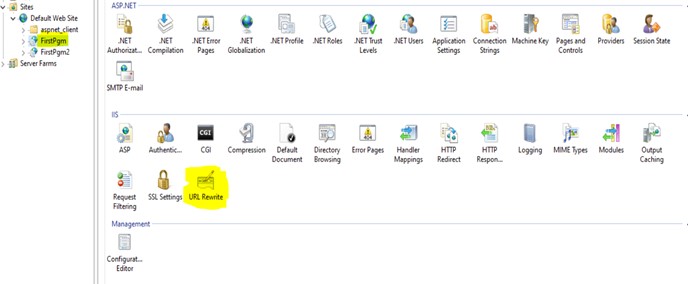 Sites
Default Web Site
aspnet_client
FirstPgm
FirstPgm2
Server Farms
ASP.NET
.NET Authorizat... .NET Compilation .NET Error Pages .NET Globalization .NET Profile .NET Roles .NET Trust Levels .NET Users Application Settings Connection Strings Machine Key Pages and Controls Providers Session State
SMTP E-mail
IIS
ASP Authentic... CGI Compression Default Document Directory Browsing Error Pages Handler Mappings HTTP Redirect HTTP Respon... Logging MIME Types Modules Output Caching
Request Filtering SSL Settings URL Rewrite
Management
Configurat... Editor